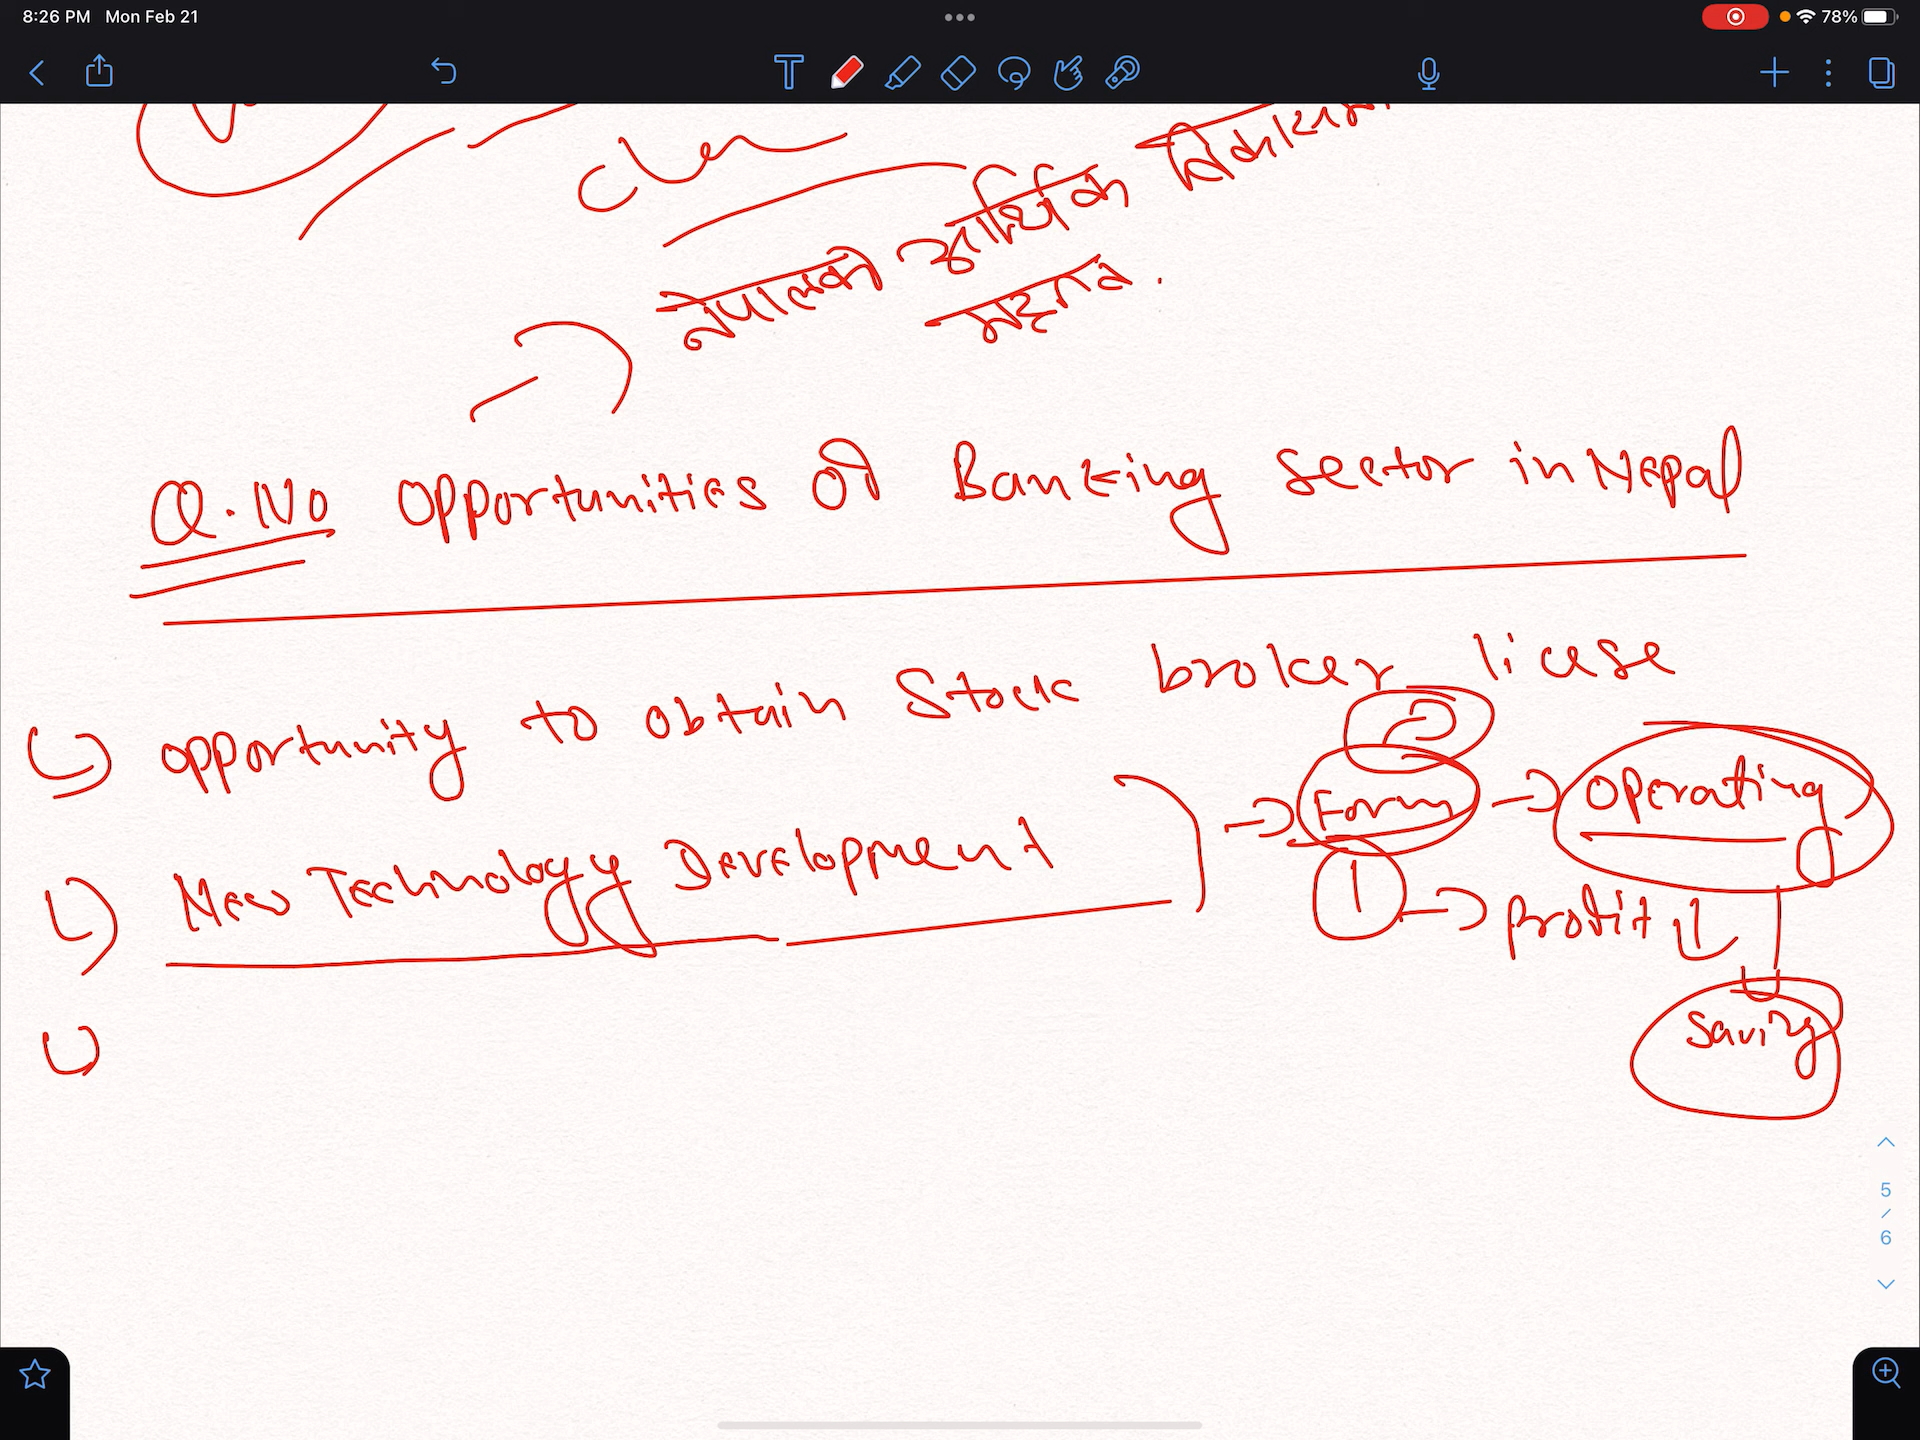 8:26 PM Mon Feb 21
78%
नेपालको आर्थिक विकासमा
महत्व.
Q. No Opportunities of Banking sector in Nepal
opportunity to obtain Stock broker licese
New Technology Development
Form
Operating
1
profit
Saving
5
/
6